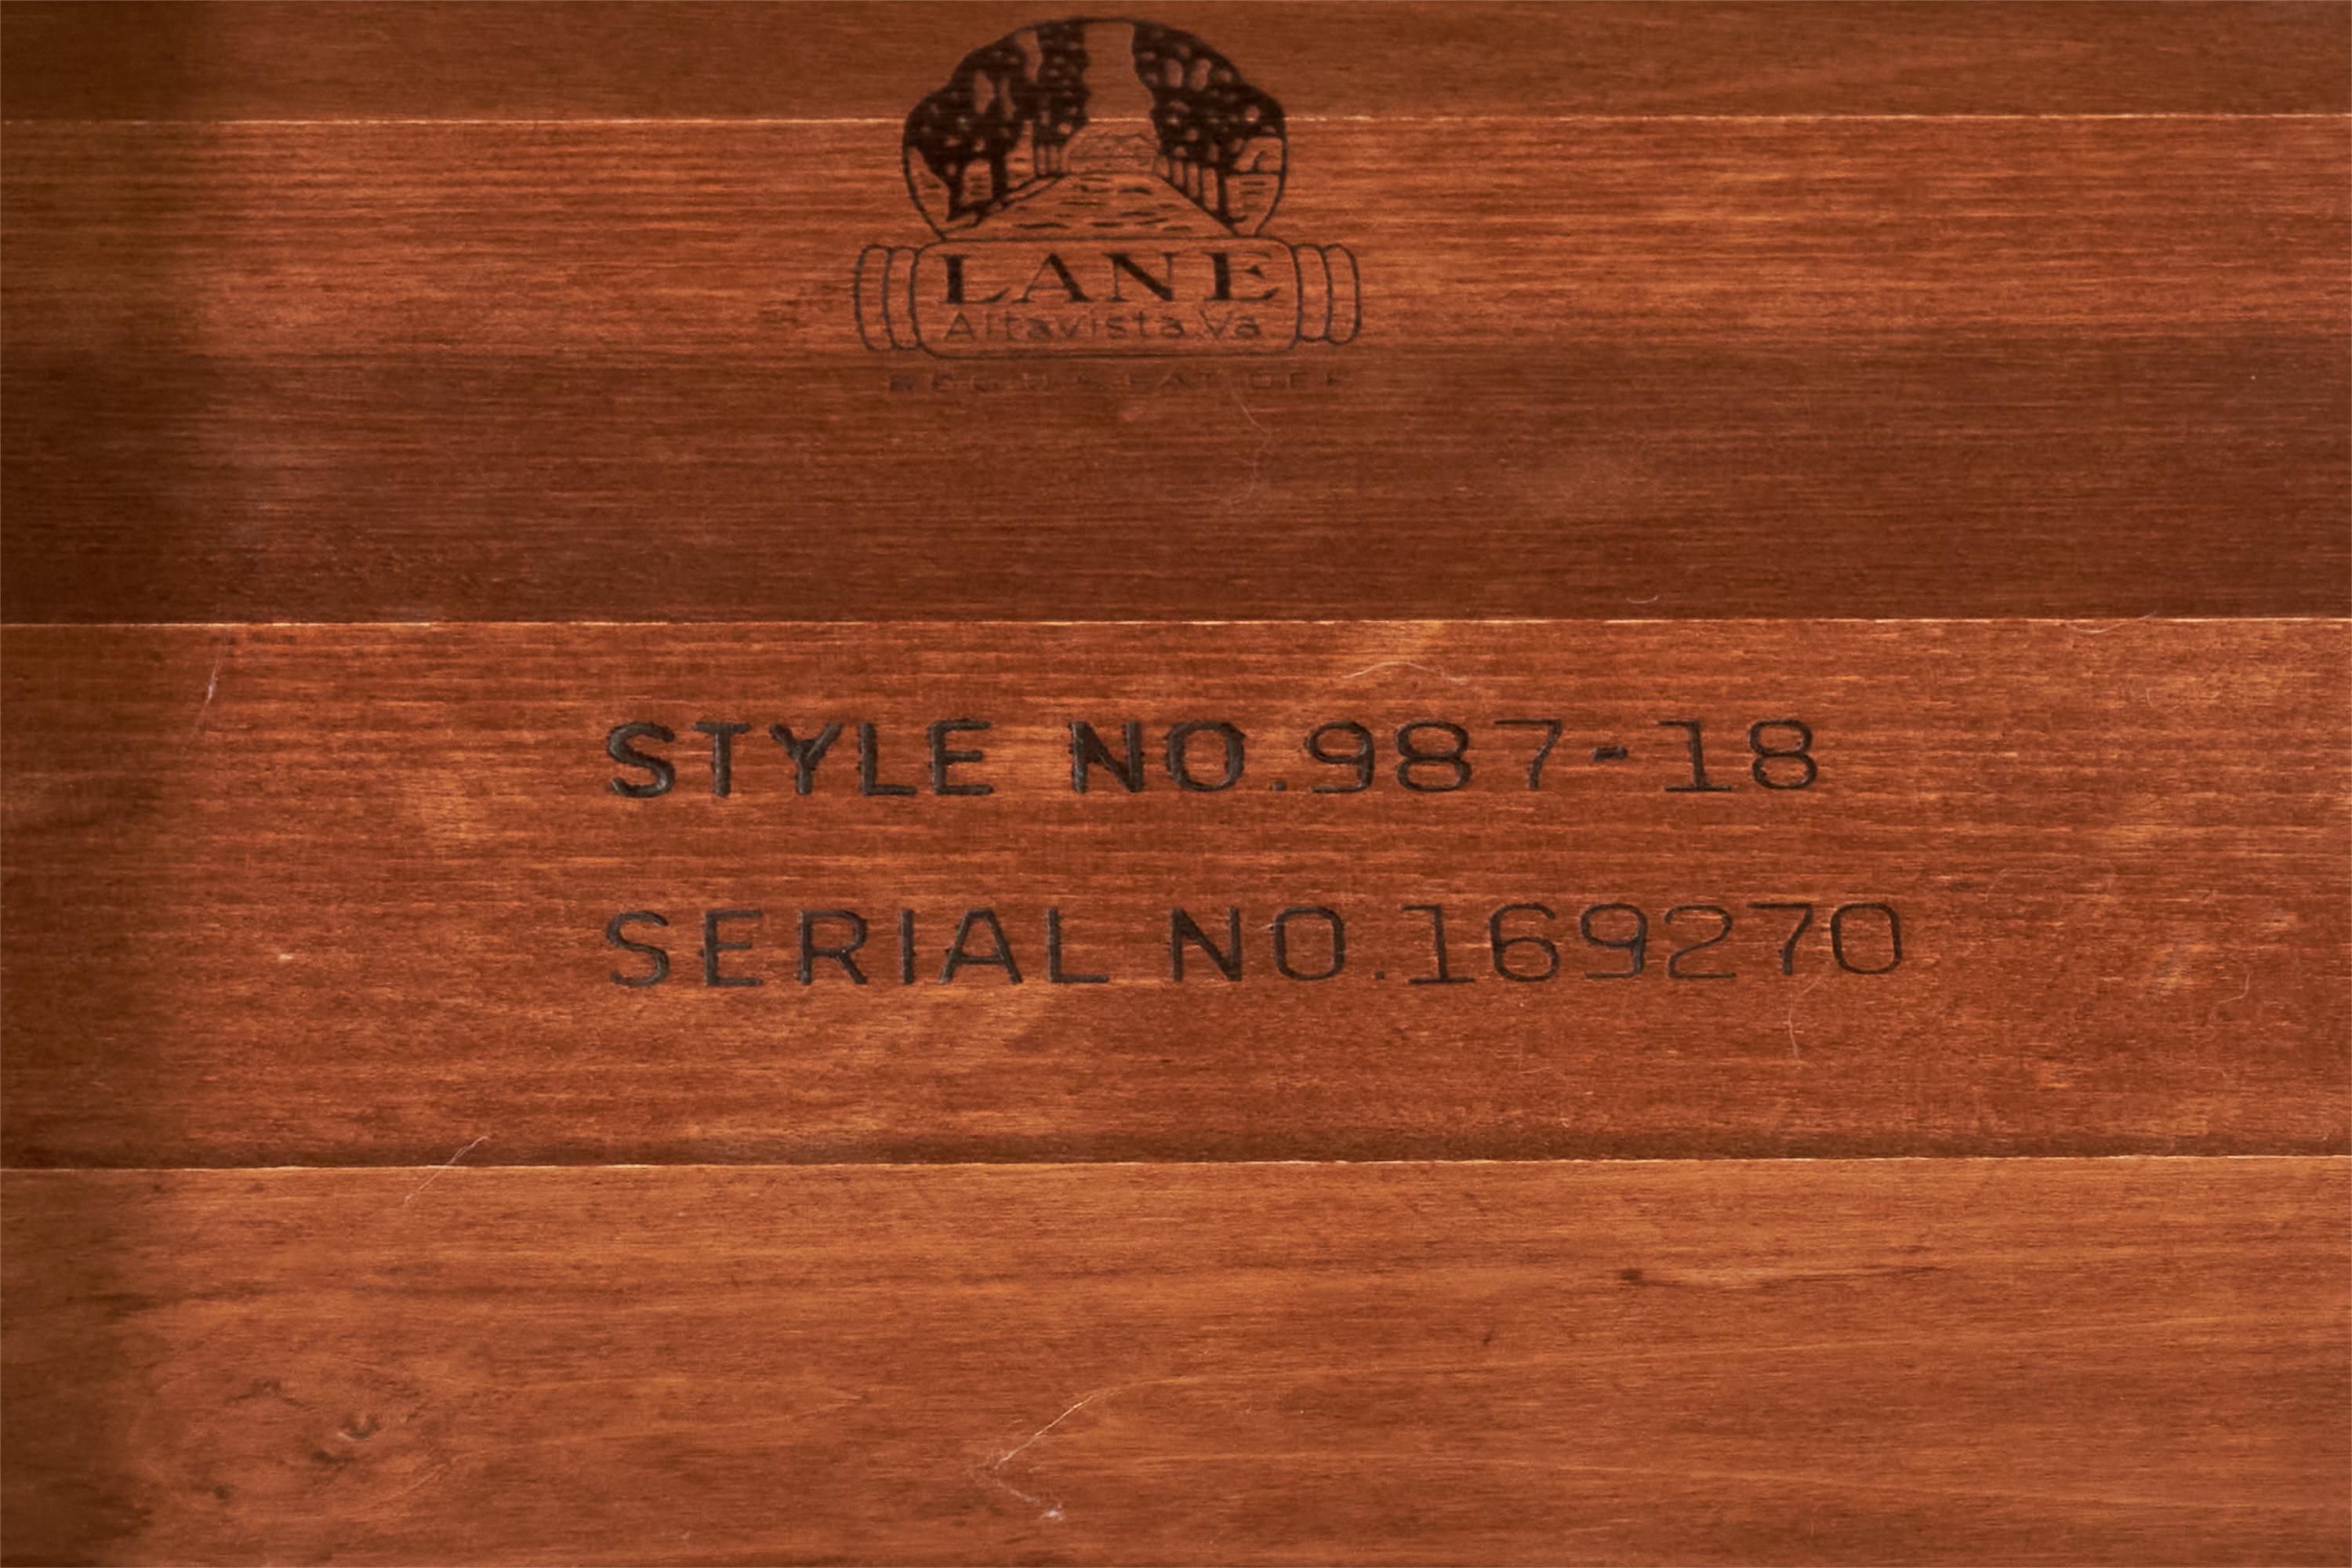 LANE
Altavista.Va
STYLE NO.987-18
SERIAL NO.169270